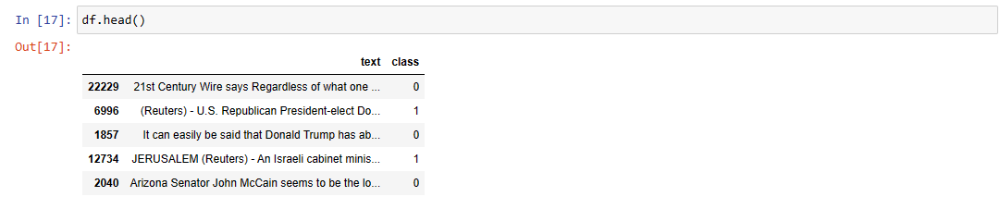 In [17]: df.head()
Out[17]:
text class
22229 21st Century Wire says Regardless of what one ... 0
6996 (Reuters) - U.S. Republican President-elect Do... 1
1857 It can easily be said that Donald Trump has ab... 0
12734 JERUSALEM (Reuters) - An Israeli cabinet minis... 1
2040 Arizona Senator John McCain seems to be the lo... 0